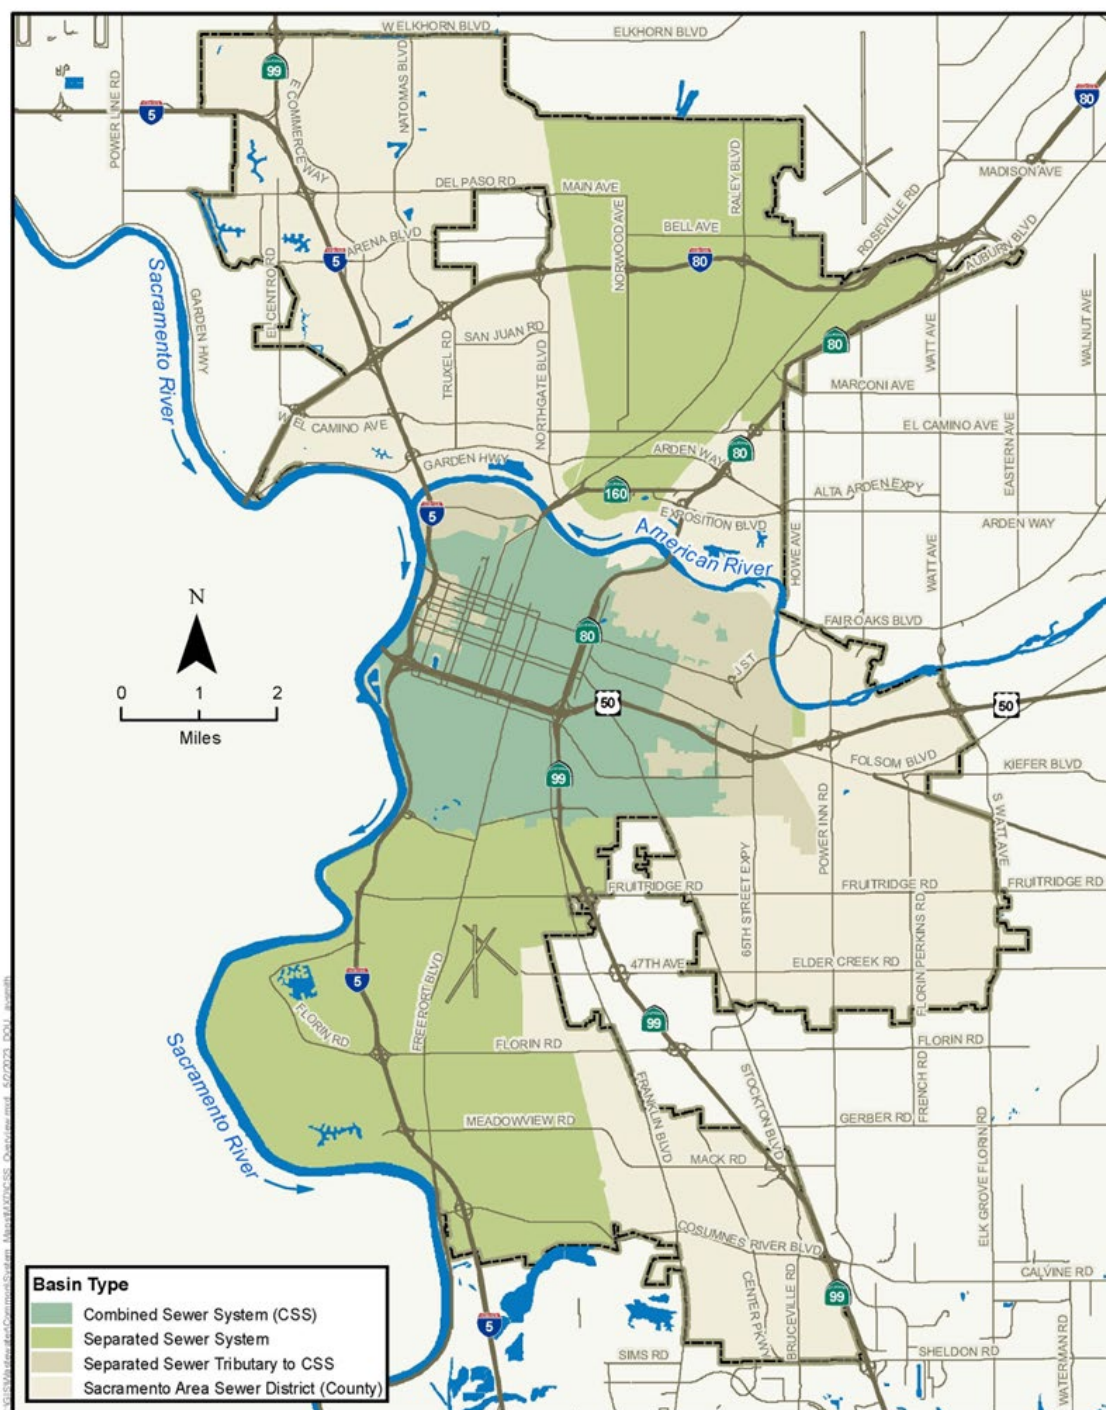 W ELKHORN BLVD
ELKHORN BLVD
99
5
80
POWER LINE RD
E COMMERCE WAY
NATOMAS BLVD
RALEY BLVD
MADISON AVE
DEL PASO RD
MAIN AVE
ROSEVILLE RD
NORWOOD AVE
BELL AVE
AUBURN BLVD
ARENA BLVD
5
80
EL CENTRO RD
Sacramento River
GARDEN HWY
SAN JUAN RD
TRUXEL RD
NORTHGATE BLVD
80
WATT AVE
WALNUT AVE
MARCONI AVE
W EL CAMINO AVE
EL CAMINO AVE
GARDEN HWY
ARDEN WAY
80
EASTERN AVE
160
ALTA ARDEN EXPY
5
EXPOSITION BLVD
ARDEN WAY
American River
HOWE AVE
WATT AVE
N
FAIR OAKS BLVD
80
J ST
0 1 2
Miles
50
50
FOLSOM BLVD
KIEFER BLVD
99
POWER INN RD
S WATT AVE
65TH STREET EXPY
FRUITRIDGE RD
FRUITRIDGE RD
FRUITRIDGE RD
FLORIN PERKINS RD
47TH AVE
ELDER CREEK RD
5
FREEPORT BLVD
FLORIN RD
99
FLORIN RD
FLORIN RD
Sacramento River
FRANKLIN BLVD
STOCKTON BLVD
FRENCH RD
MEADOWVIEW RD
GERBER RD
MACK RD
ELK GROVE FLORIN RD
COSUMNES RIVER BLVD
CALVINE RD
CENTER PKWY
BRUCEVILLE RD
99
5
SIMS RD
SHELDON RD
WATERMAN RD
Basin Type
Combined Sewer System (CSS)
Separated Sewer System
Separated Sewer Tributary to CSS
Sacramento Area Sewer District (County)